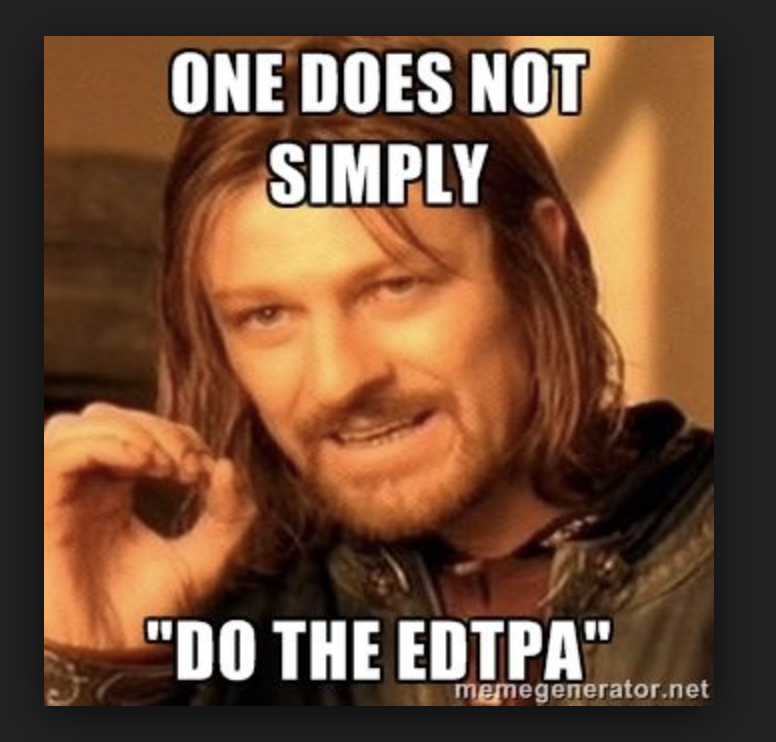 ONE DOES NOT
SIMPLY
"DO THE EDTPA"
memegenerator.net